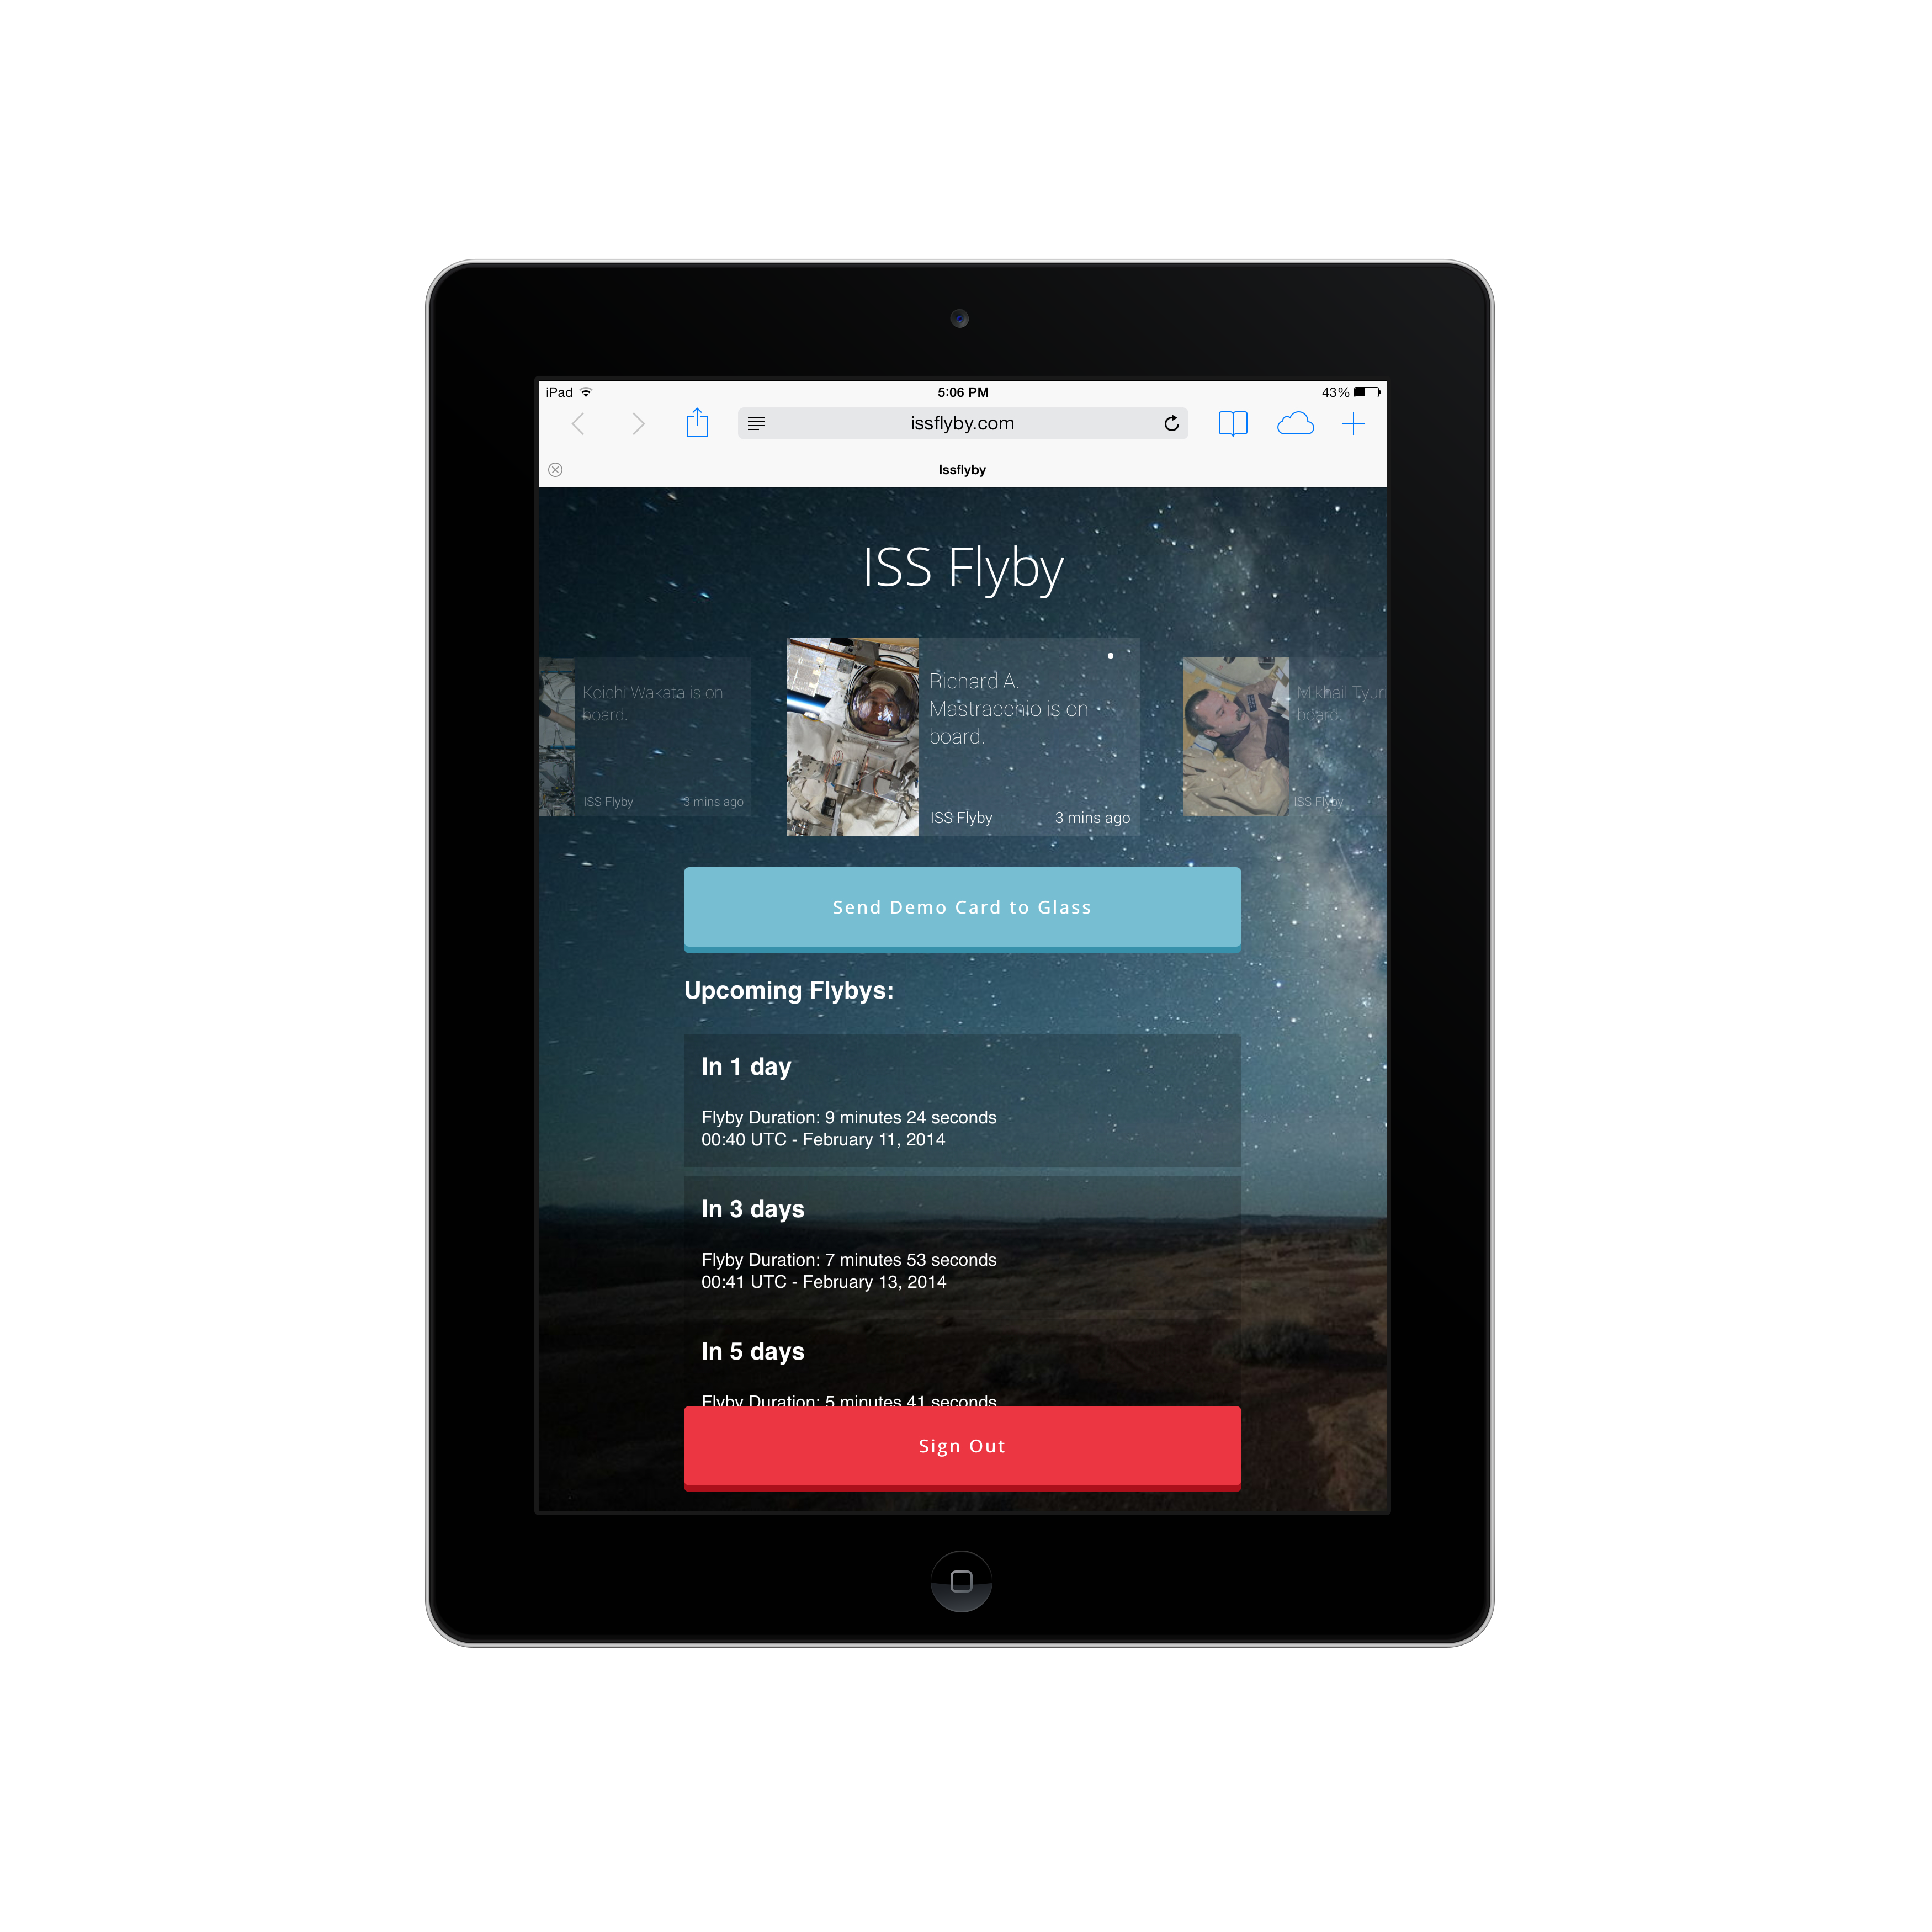 iPad
5:06 PM
43%
issflyby.com
Issflyby
ISS Flyby
Koichi Wakata is on
board.
ISS Flyby
3 mins ago
Richard A.
Mastracchio is on
board.
ISS Flyby
3 mins ago
Mikhail Tyuri
board.
ISS Flyby
Send Demo Card to Glass
Upcoming Flybys:
In 1 day
Flyby Duration: 9 minutes 24 seconds
00:40 UTC - February 11, 2014
In 3 days
Flyby Duration: 7 minutes 53 seconds
00:41 UTC - February 13, 2014
In 5 days
Flyby Duration: 5 minutes 41 seconds
Sign Out